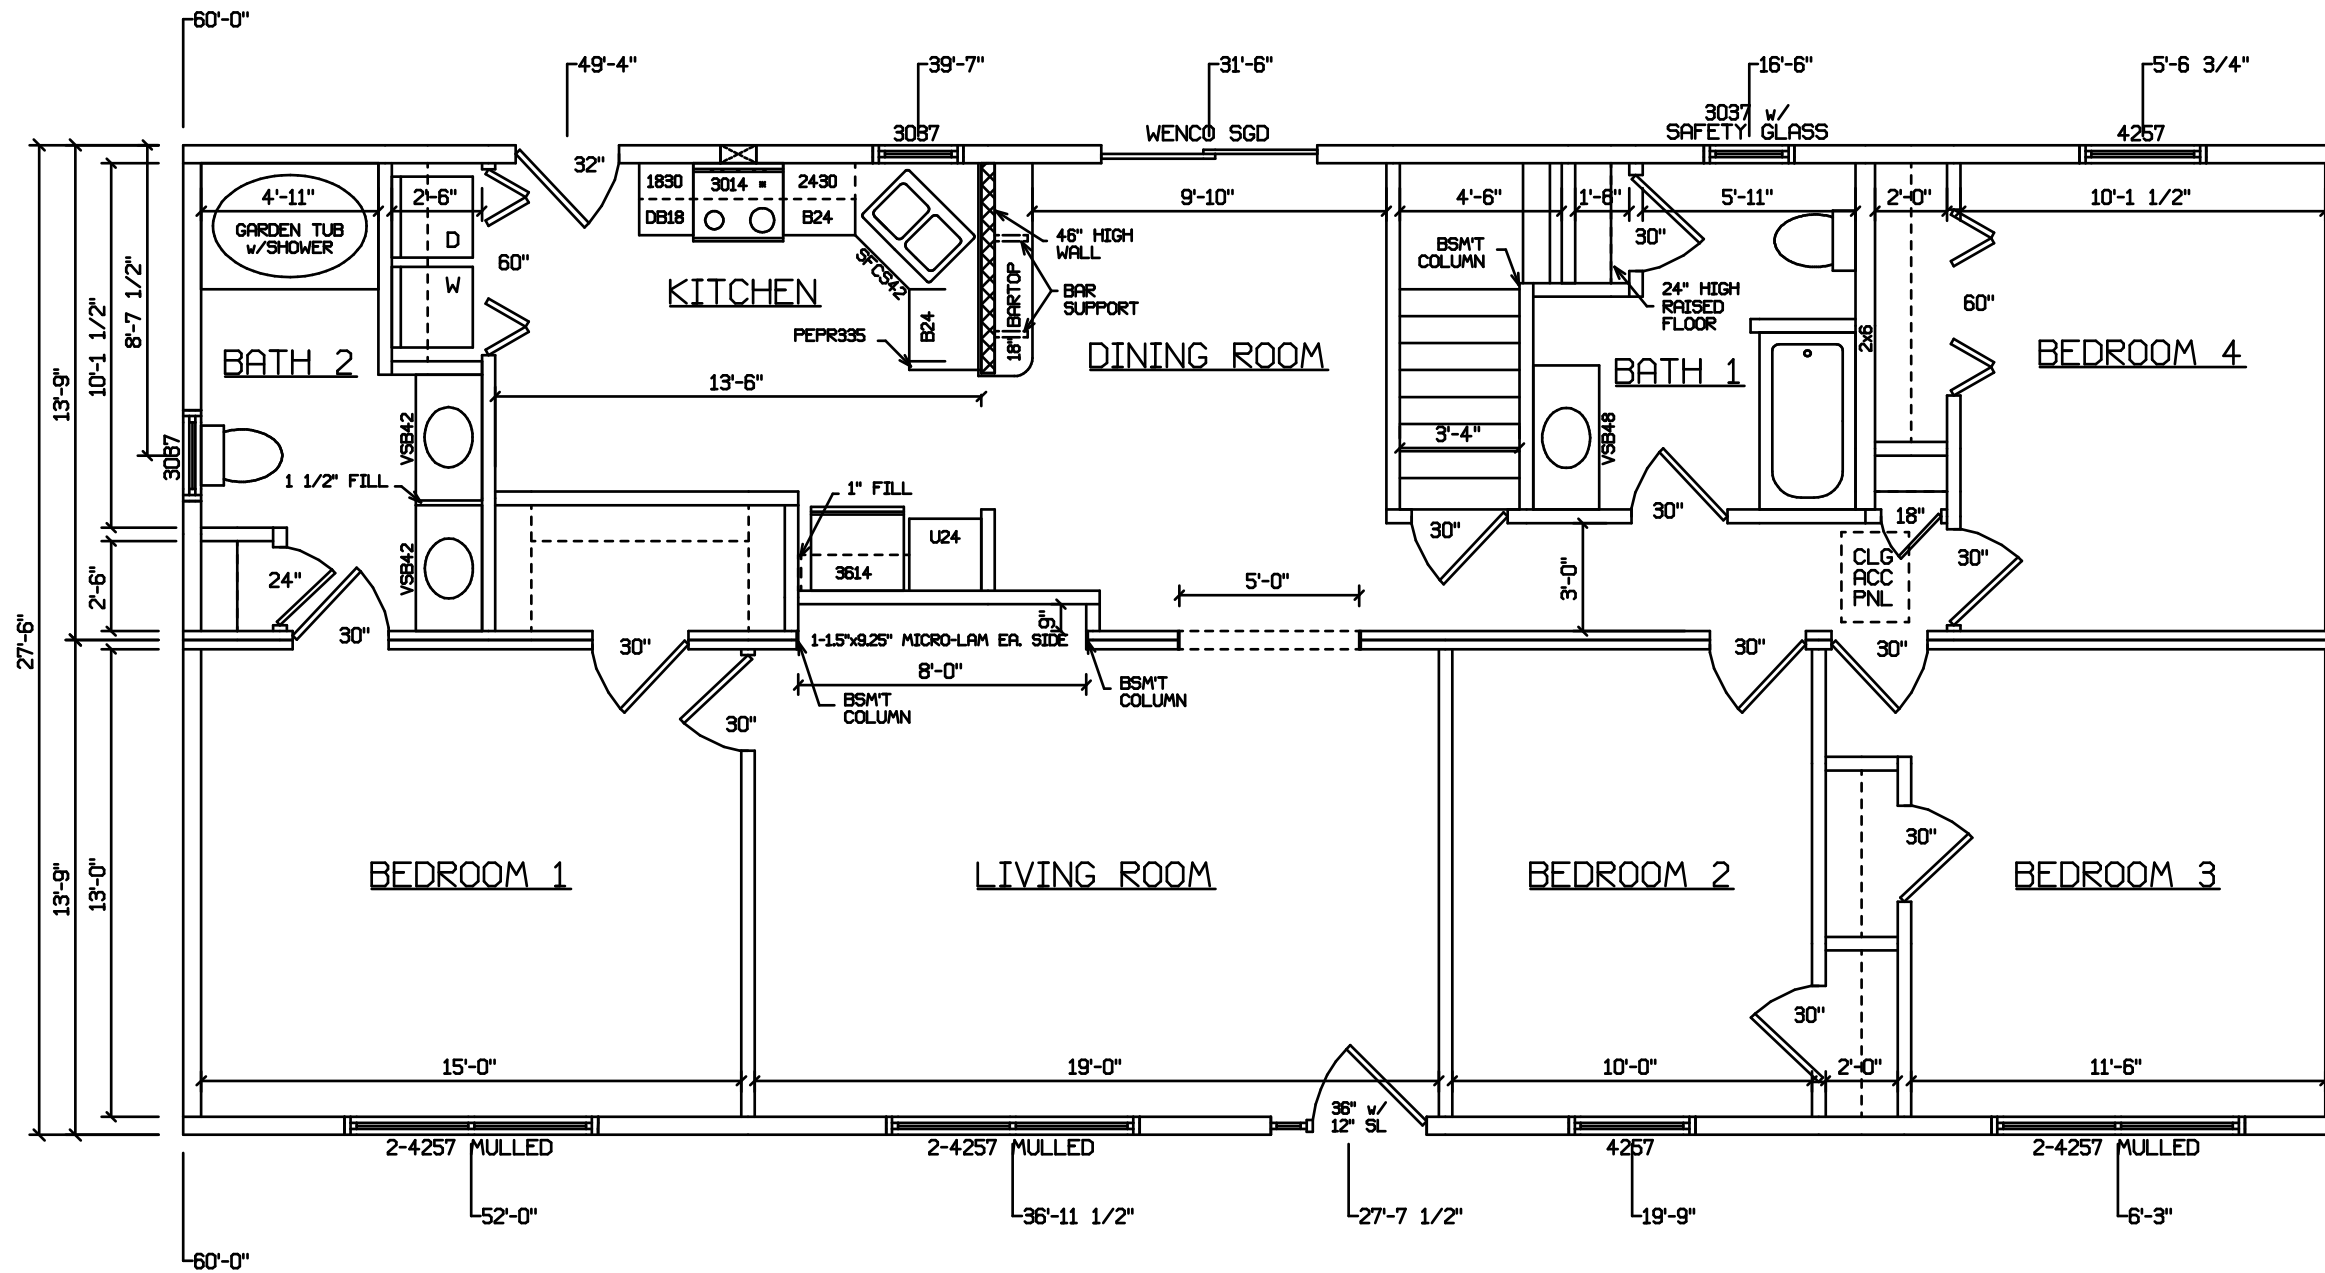 60'-0"
49'-4"
39'-7"
31'-6"
16'-6"
5'-6 3/4"
3037
WENCO SGD
3037 w/
SAFETY GLASS
4257
32"
4'-11"
2'-6"
1830
3014
2430
DB18
B24
9'-10"
4'-6"
1'-8"
5'-11"
2'-0"
10'-1 1/2"
GARDEN TUB
w/SHOWER
D
W
60"
KITCHEN
SFCS42
B24
PEPR335
46" HIGH
WALL
BAR
SUPPORT
18" BARTOP
BSM'T
COLUMN
30"
24" HIGH
RAISED
FLOOR
60"
8'-7 1/2"
10'-1 1/2"
13'-9"
BATH 2
DINING ROOM
BATH 1
2x6
BEDROOM 4
13'-6"
3'-4"
VSB48
VSB42
3037
1 1/2" FILL
1" FILL
U24
3614
30"
30"
18"
CLG
ACC
PNL
30"
24"
VSB42
2'-6"
27'-6"
5'-0"
3'-0"
9"
30"
30"
1-1.5"x9.25" MICRO-LAM EA. SIDE
8'-0"
30"
30"
BSM'T
COLUMN
BSM'T
COLUMN
30"
30"
13'-9"
13'-0"
BEDROOM 1
LIVING ROOM
BEDROOM 2
BEDROOM 3
30"
15'-0"
19'-0"
10'-0"
2'-0"
11'-6"
36" w/
12" SL
2-4257 MULLED
2-4257 MULLED
4257
2-4257 MULLED
52'-0"
36'-11 1/2"
27'-7 1/2"
19'-9"
6'-3"
60'-0"